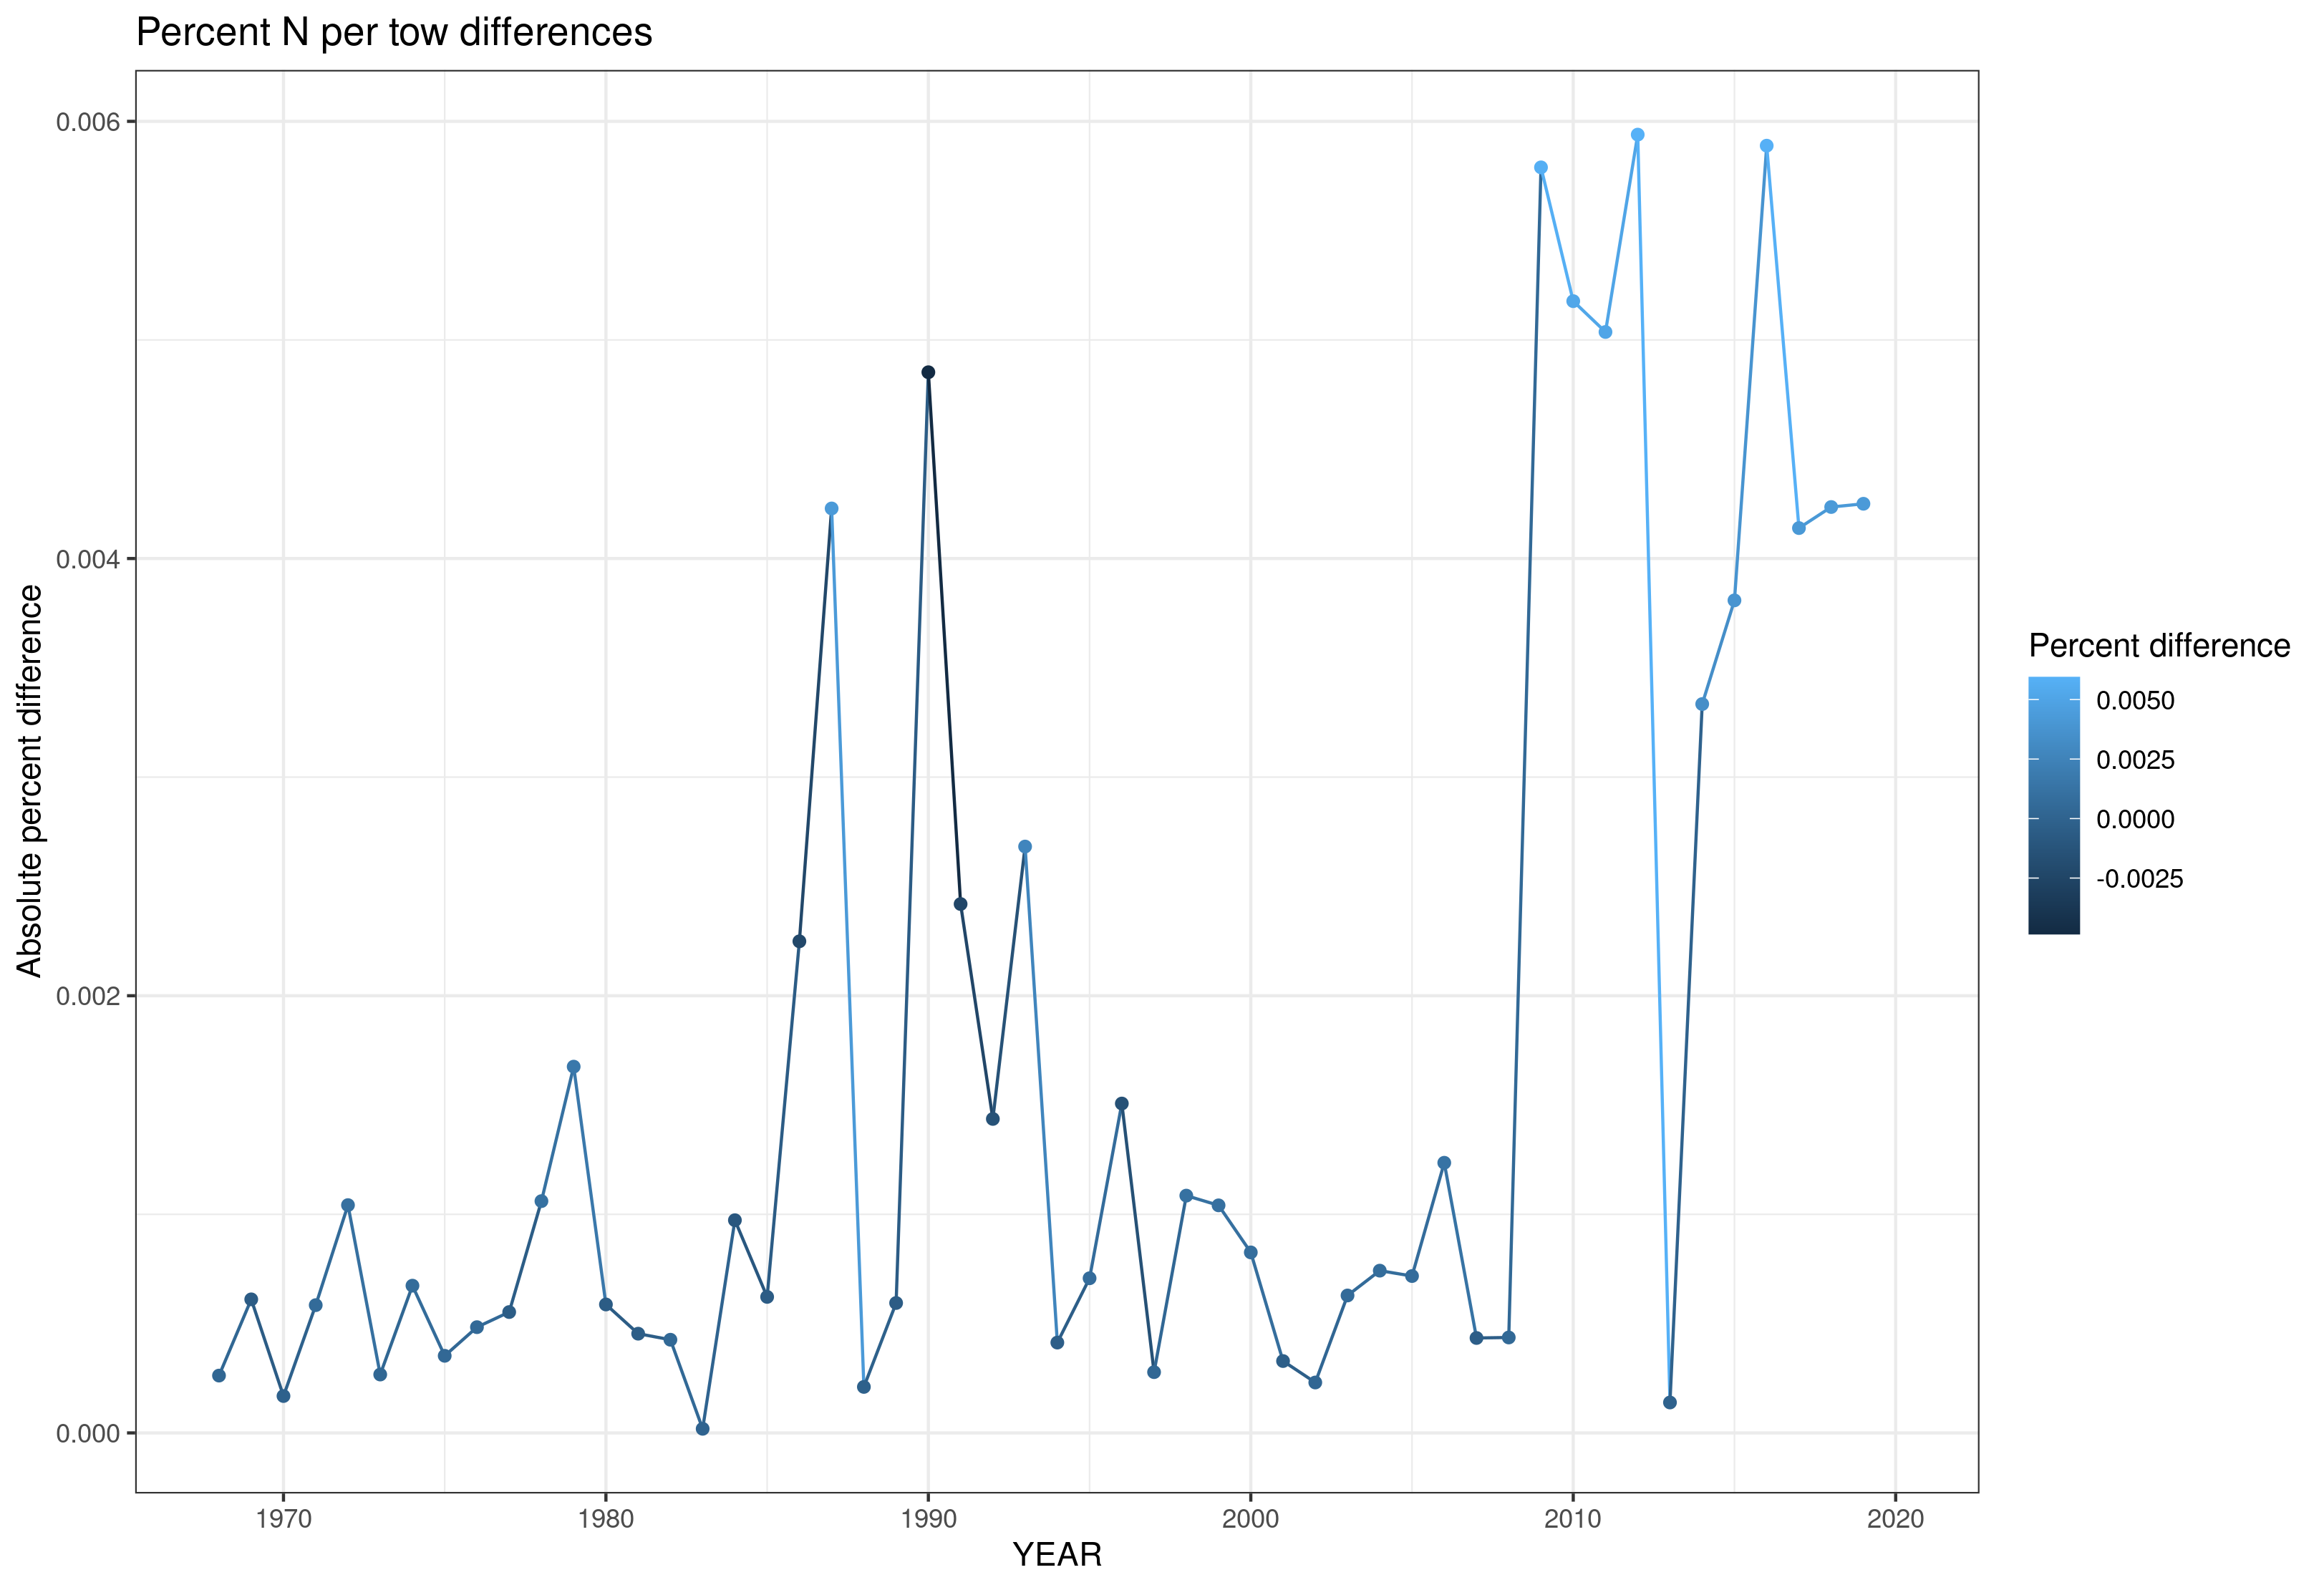 Percent N per tow differences
0.006
0.004
0.002
0.000
Absolute percent difference
1970 1980 1990 2000 2010 2020
YEAR
Percent difference
0.0050
0.0025
0.0000
-0.0025